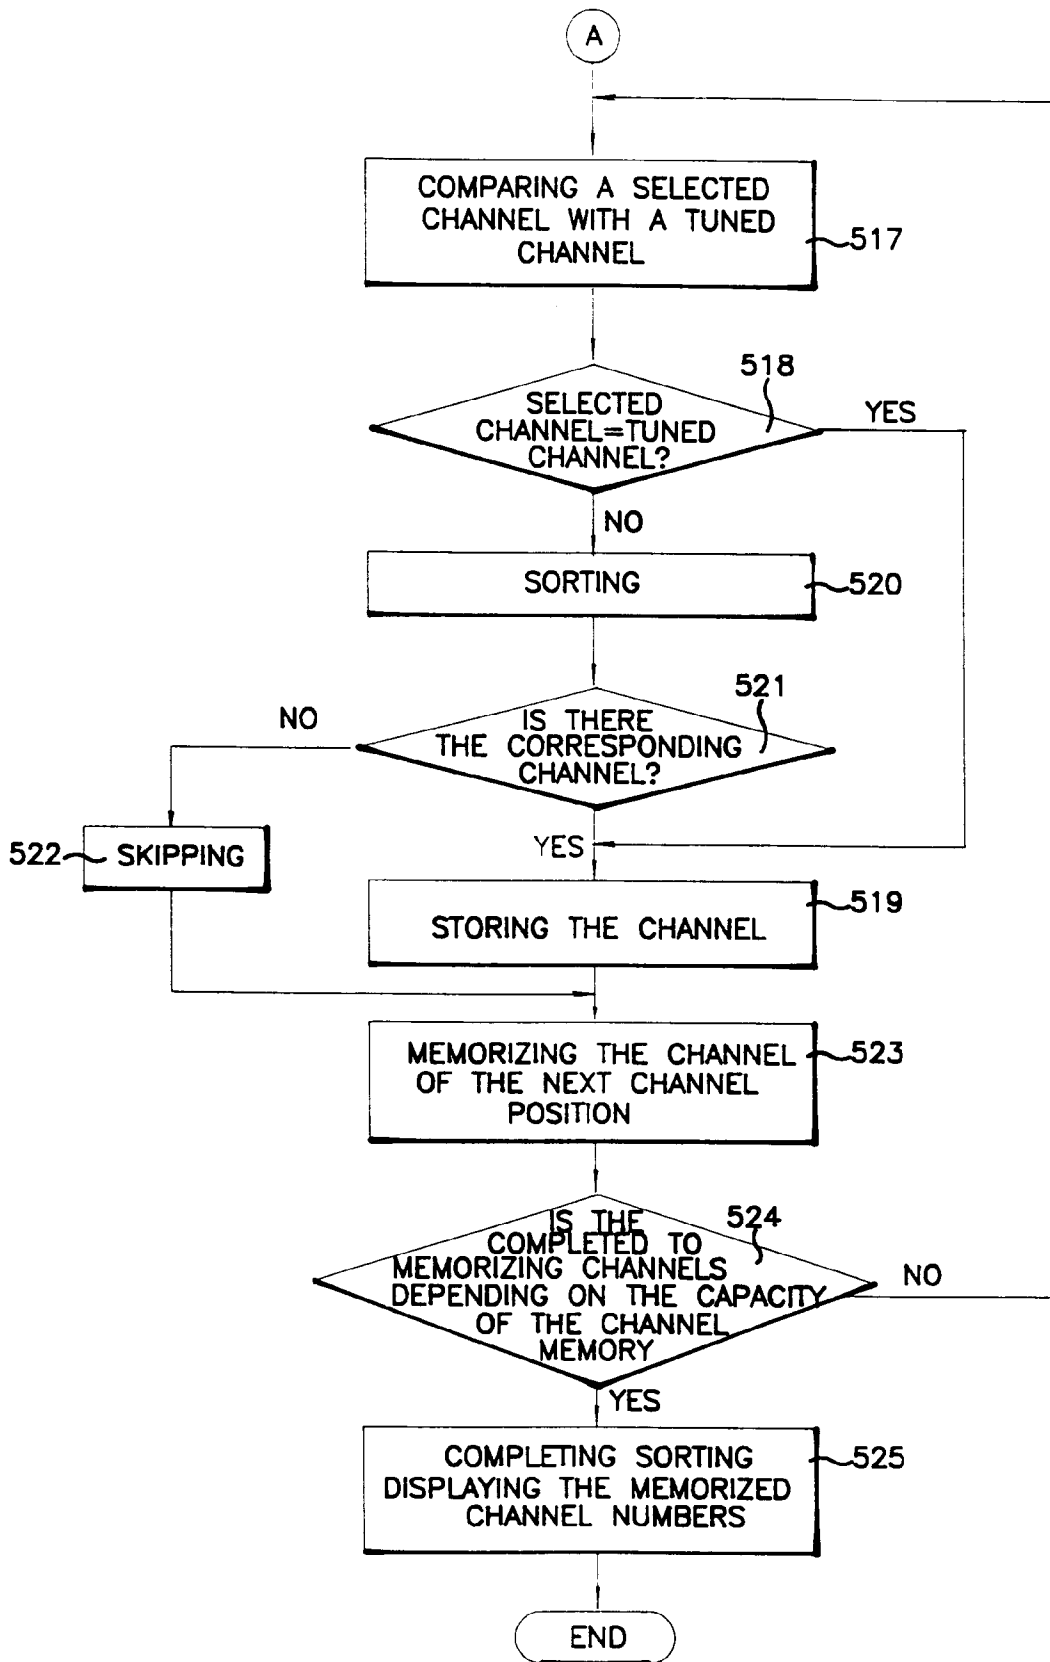 A
COMPARING A SELECTED
CHANNEL WITH A TUNED
CHANNEL
517
518
SELECTED
CHANNEL=TUNED
CHANNEL?
YES
NO
SORTING
520
521
NO
IS THERE
THE CORRESPONDING
CHANNEL?
522
SKIPPING
YES
519
STORING THE CHANNEL
MEMORIZING THE CHANNEL
OF THE NEXT CHANNEL
POSITION
523
524
IS THE
COMPLETED TO
MEMORIZING CHANNELS
DEPENDING ON THE CAPACITY
OF THE CHANNEL
MEMORY
NO
YES
COMPLETING SORTING
DISPLAYING THE MEMORIZED
CHANNEL NUMBERS
525
END